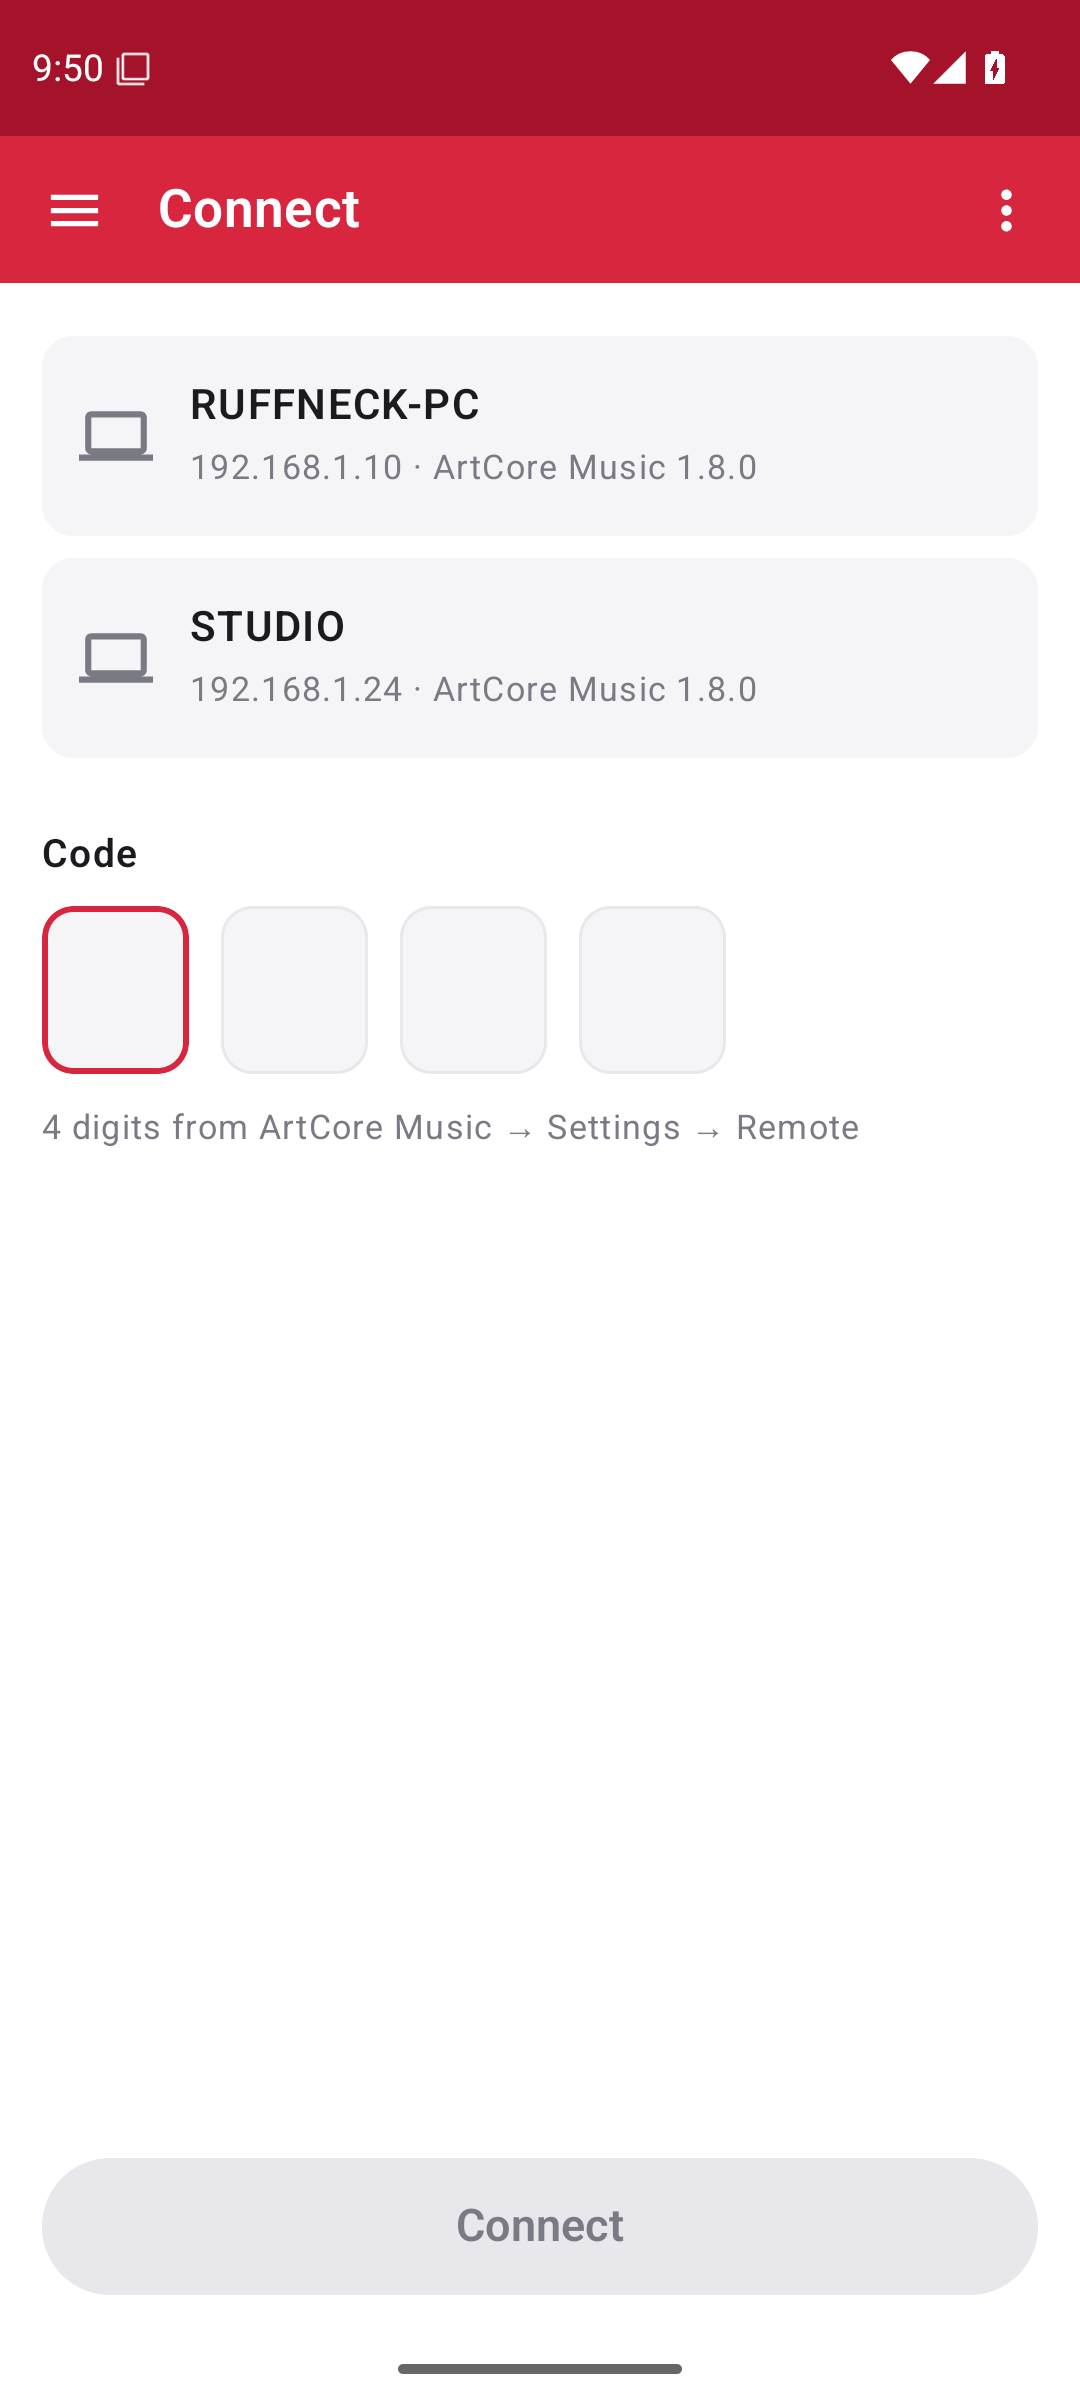 9:50
Connect
RUFFNECK-PC
192.168.1.10 · ArtCore Music 1.8.0
STUDIO
192.168.1.24 · ArtCore Music 1.8.0
Code
4 digits from ArtCore Music → Settings → Remote
Connect